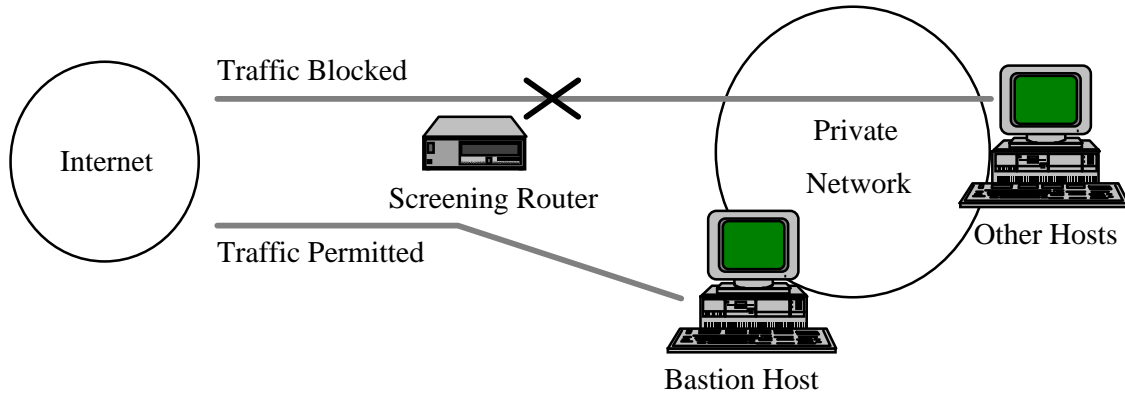 Traffic Blocked
Internet
Screening Router
Private
Network
Traffic Permitted
Other Hosts
Bastion Host